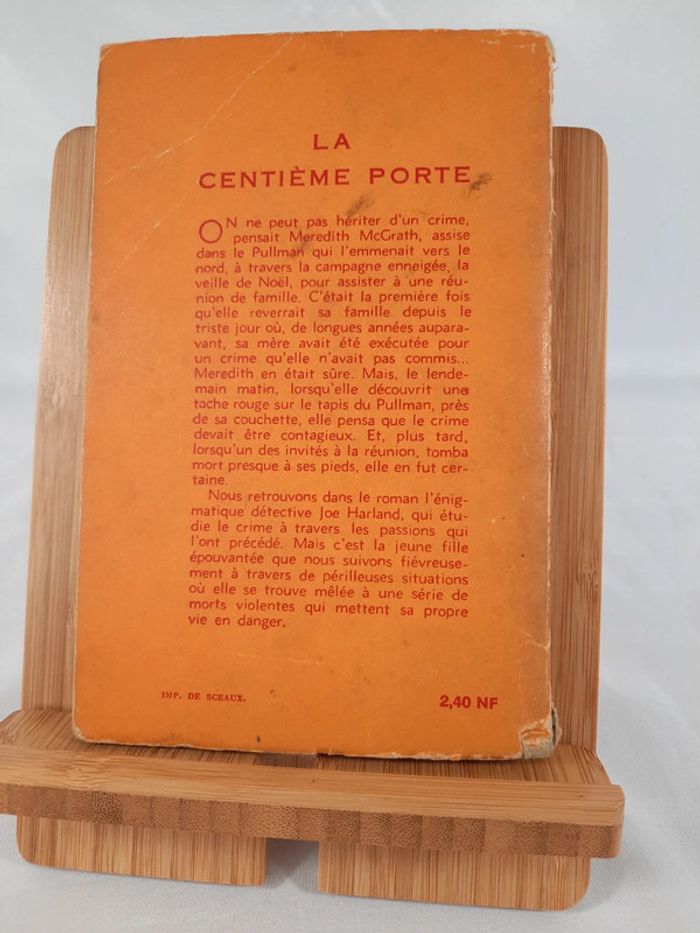 LA
CENTIÈME PORTE
ON ne peut pas hériter d'un crime,
pensait Meredith McGrath, assise
dans le Pullman qui l'emmenait vers le
nord, à travers la campagne enneigée, la
veille de Noël, pour assister à une réu-
nion de famille. C'était la première fois
qu'elle reverrait sa famille depuis le
triste jour où, de longues années aupara-
vant, sa mère avait été exécutée pour
un crime qu'elle n'avait pas commis...
Meredith en était sûre. Mais, le lende-
main matin, lorsqu'elle découvrit une
tache rouge sur le tapis du Pullman, près
de sa couchette, elle pensa que le crime
devait être contagieux. Et, plus tard,
lorsqu'un des invités à la réunion, tomba
mort presque à ses pieds, elle en fut cer-
taine.
Nous retrouvons dans le roman l'énig-
matique détective Joe Harland, qui étu-
die le crime à travers les passions qui
l'ont précédé. Mais c'est la jeune fille
épouvantée que nous suivons fiévreuse-
ment à travers de périlleuses situations
où elle se trouve mêlée à une série de
morts violentes qui mettent sa propre
vie en danger.
IMP. DE SCEAUX.
2,40 NF